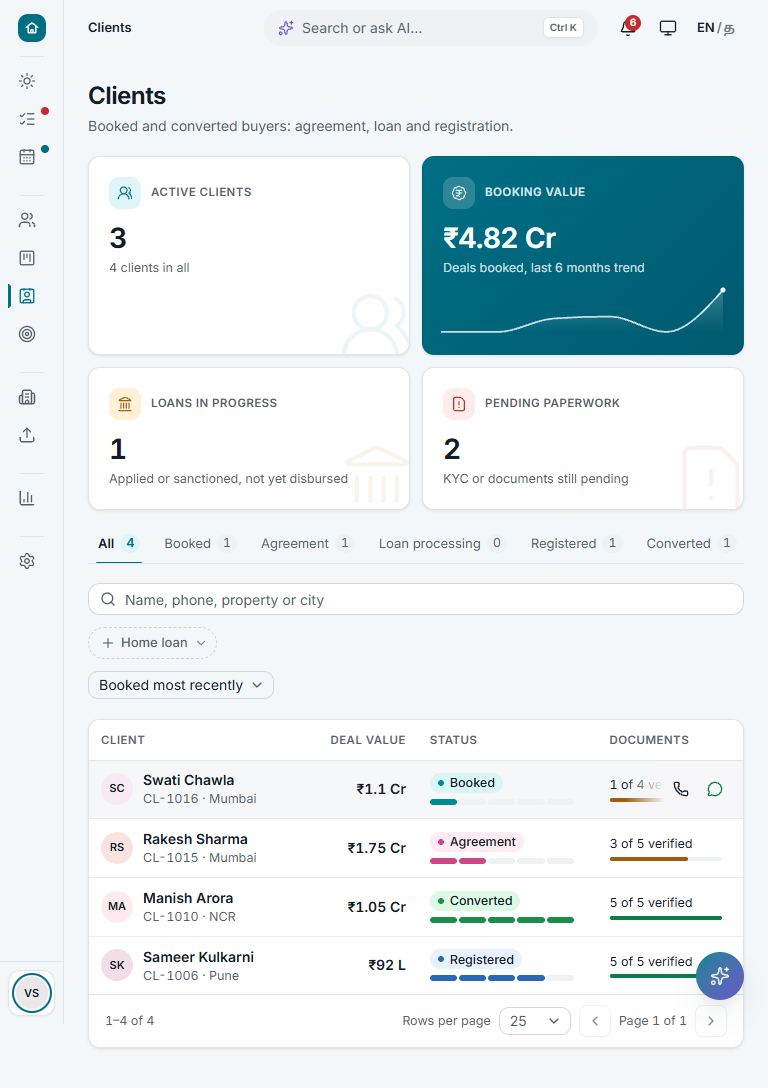 Clients
Search or ask AI...
Ctrl K
6
EN / த
Clients
Booked and converted buyers: agreement, loan and registration.
ACTIVE CLIENTS
3
4 clients in all
BOOKING VALUE
₹4.82 Cr
Deals booked, last 6 months trend
LOANS IN PROGRESS
1
Applied or sanctioned, not yet disbursed
PENDING PAPERWORK
2
KYC or documents still pending
All 4 Booked 1 Agreement 1 Loan processing 0 Registered 1 Converted 1
Name, phone, property or city
Home loan
Booked most recently
CLIENT DEAL VALUE STATUS DOCUMENTS
SC Swati Chawla ₹1.1 Cr Booked 1 of 4 ve
CL-1016 · Mumbai
RS Rakesh Sharma ₹1.75 Cr Agreement 3 of 5 verified
CL-1015 · Mumbai
MA Manish Arora ₹1.05 Cr Converted 5 of 5 verified
CL-1010 · NCR
SK Sameer Kulkarni ₹92 L Registered 5 of 5 verified
CL-1006 · Pune
VS
1–4 of 4 Rows per page 25 Page 1 of 1